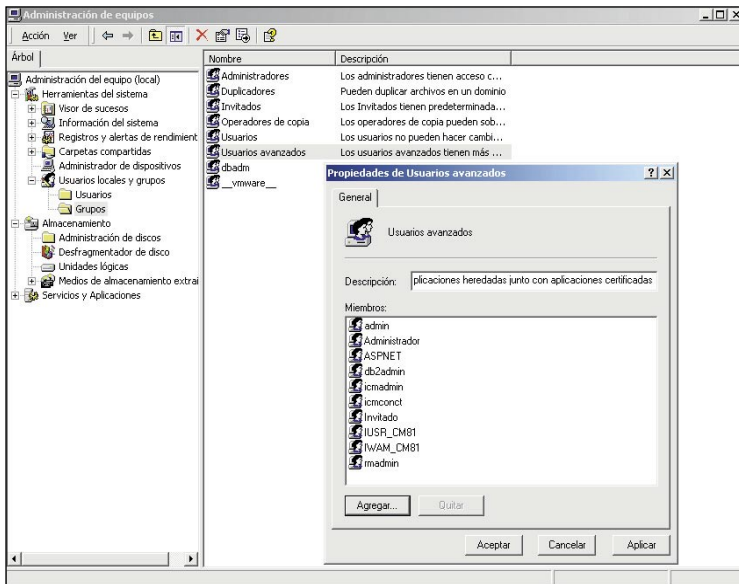 Administración de equipos
Acción Ver
Árbol
Administración del equipo (local)
Herramientas del sistema
Visor de sucesos
Información del sistema
Registros y alertas de rendimient
Carpetas compartidas
Administrador de dispositivos
Usuarios locales y grupos
Usuarios
Grupos
Almacenamiento
Administración de discos
Desfragmentador de disco
Unidades lógicas
Medios de almacenamiento extrai
Servicios y Aplicaciones
Nombre Descripción
Administradores Los administradores tienen acceso c...
Duplicadores Pueden duplicar archivos en un dominio
Invitados Los Invitados tienen predeterminada...
Operadores de copia Los operadores de copia pueden sob...
Usuarios Los usuarios no pueden hacer cambi...
Usuarios avanzados Los usuarios avanzados tienen más ...
dbadm
__vmware__
Propiedades de Usuarios avanzados
General
Usuarios avanzados
Descripción: plicaciones heredadas junto con aplicaciones certificadas
Miembros:
admin
Administrador
ASPNET
db2admin
icmadmin
icmconct
Invitado
IUSR_CM81
IWAM_CM81
rmadmin
Agregar... Quitar
Aceptar Cancelar Aplicar